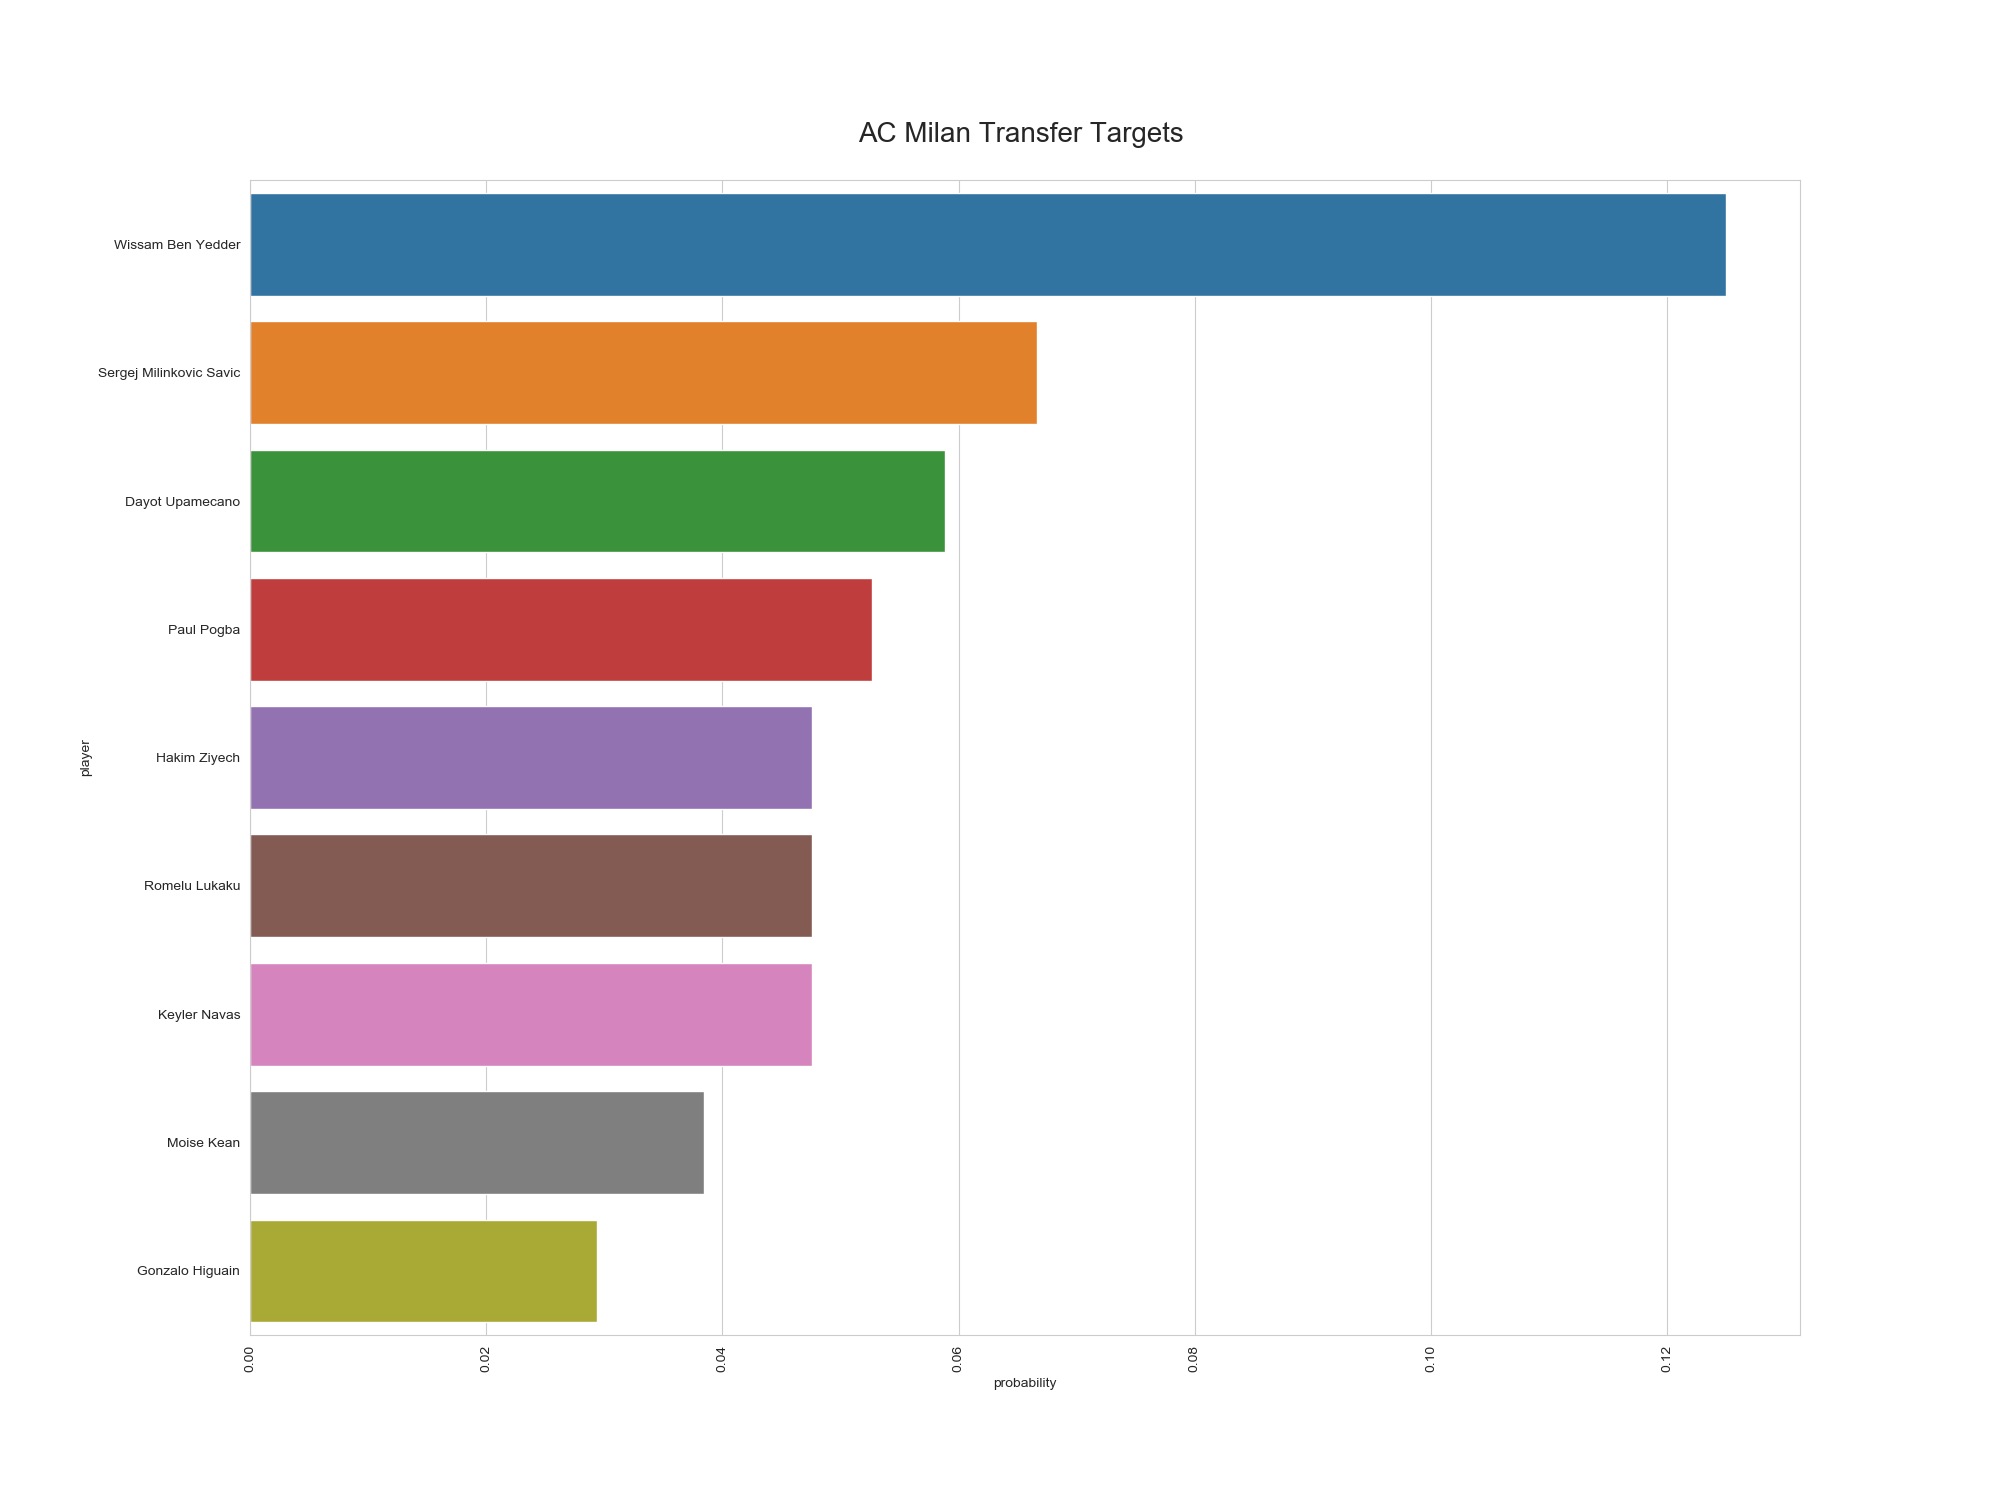 AC Milan Transfer Targets
Wissam Ben Yedder
Sergej Milinkovic Savic
Dayot Upamecano
Paul Pogba
Hakim Ziyech
Romelu Lukaku
Keyler Navas
Moise Kean
Gonzalo Higuain
player
0.00
0.02
0.04
0.06
0.08
0.10
0.12
probability